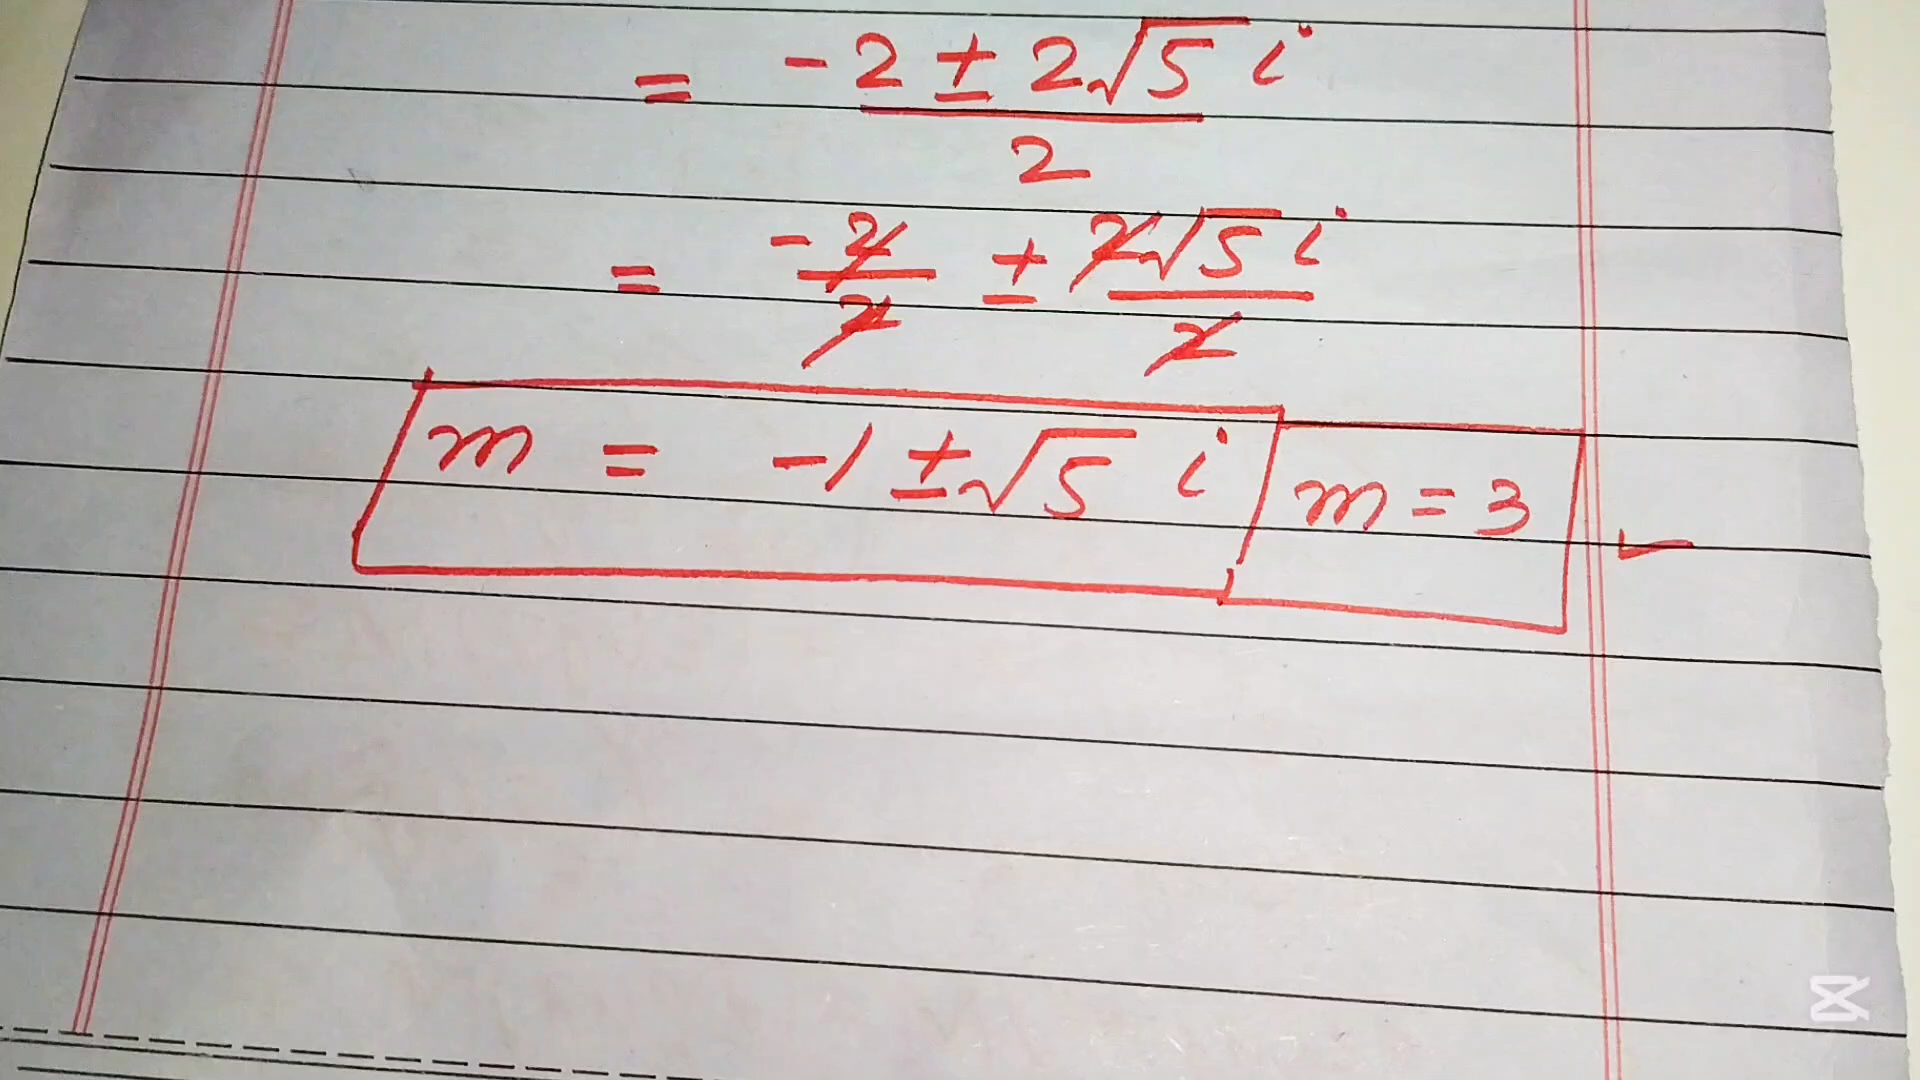 = -2 ± 2√5 i / 2
= -2/2 ± 2√5 i / 2
m = -1 ± √5 i m = 3 ✓